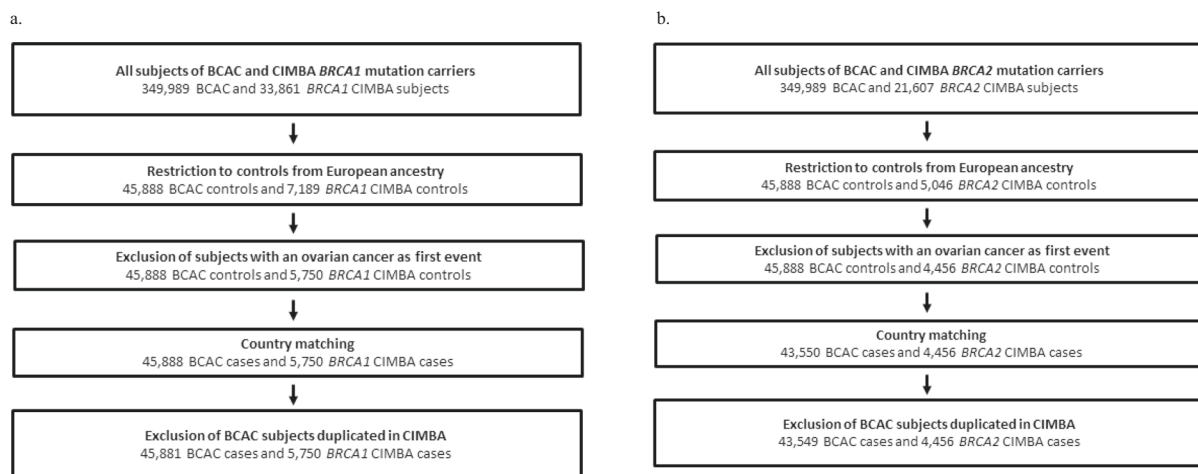 a.
All subjects of BCAC and CIMBA BRCA1 mutation carriers
349,989 BCAC and 33,861 BRCA1 CIMBA subjects
Restriction to controls from European ancestry
45,888 BCAC controls and 7,189 BRCA1 CIMBA controls
Exclusion of subjects with an ovarian cancer as first event
45,888 BCAC controls and 5,750 BRCA1 CIMBA controls
Country matching
45,888 BCAC cases and 5,750 BRCA1 CIMBA cases
Exclusion of BCAC subjects duplicated in CIMBA
45,881 BCAC cases and 5,750 BRCA1 CIMBA cases
b.
All subjects of BCAC and CIMBA BRCA2 mutation carriers
349,989 BCAC and 21,607 BRCA2 CIMBA subjects
Restriction to controls from European ancestry
45,888 BCAC controls and 5,046 BRCA2 CIMBA controls
Exclusion of subjects with an ovarian cancer as first event
45,888 BCAC controls and 4,456 BRCA2 CIMBA controls
Country matching
43,550 BCAC cases and 4,456 BRCA2 CIMBA cases
Exclusion of BCAC subjects duplicated in CIMBA
43,549 BCAC cases and 4,456 BRCA2 CIMBA cases